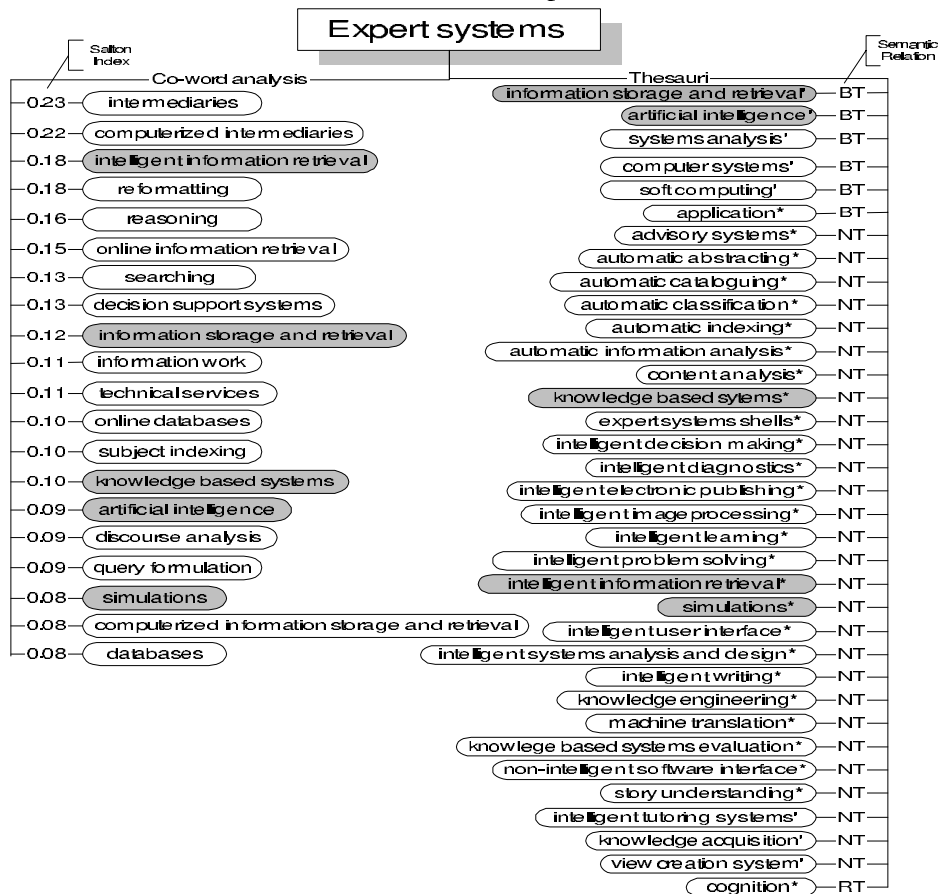 Expert systems
Salton
Index
Semantic
Relation
Co-word analysis
Thesauri
0.23 intermediaries
0.22 computerized intermediaries
0.18 intelligent information retrieval
0.18 reformatting
0.16 reasoning
0.15 online information retrieval
0.13 searching
0.13 decision support systems
0.12 information storage and retrieval
0.11 information work
0.11 technical services
0.10 online databases
0.10 subject indexing
0.10 knowledge based systems
0.09 artificial intelligence
0.09 discourse analysis
0.09 query formulation
0.08 simulations
0.08 computerized information storage and retrieval
0.08 databases
information storage and retrieval' BT
artificial intelligence' BT
systems analysis' BT
computer systems' BT
soft computing' BT
application* BT
advisory systems* NT
automatic abstracting* NT
automatic cataloguing* NT
automatic classification* NT
automatic indexing* NT
automatic information analysis* NT
content analysis* NT
knowledge based sytems* NT
expert systems shells* NT
intelligent decision making* NT
intelligent diagnostics* NT
intelligent electronic publishing* NT
intelligent image processing* NT
intelligent learning* NT
intelligent problem solving* NT
intelligent information retrieval* NT
simulations* NT
intelligent user interface* NT
intelligent systems analysis and design* NT
intelligent writing* NT
knowledge engineering* NT
machine translation* NT
knowlege based systems evaluation* NT
non-intelligent software interface* NT
story understanding* NT
intelligent tutoring systems' NT
knowledge acquisition' NT
view creation system' NT
cognition* RT